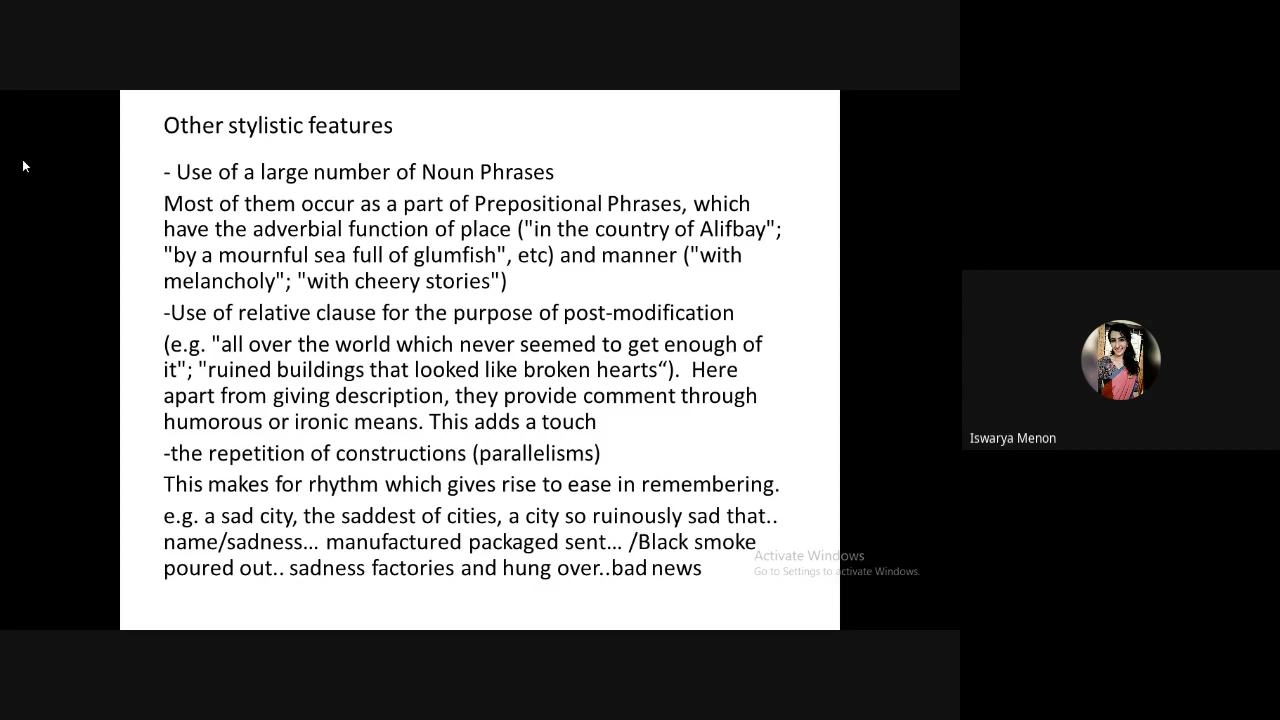 Other stylistic features
- Use of a large number of Noun Phrases
Most of them occur as a part of Prepositional Phrases, which
have the adverbial function of place ("in the country of Alifbay";
"by a mournful sea full of glumfish", etc) and manner ("with
melancholy"; "with cheery stories")
-Use of relative clause for the purpose of post-modification
(e.g. "all over the world which never seemed to get enough of
it"; "ruined buildings that looked like broken hearts“).  Here
apart from giving description, they provide comment through
humorous or ironic means. This adds a touch
-the repetition of constructions (parallelisms)
This makes for rhythm which gives rise to ease in remembering.
e.g. a sad city, the saddest of cities, a city so ruinously sad that..
name/sadness… manufactured packaged sent… /Black smoke
poured out.. sadness factories and hung over..bad news
Activate Windows
Go to Settings to activate Windows.
Iswarya Menon